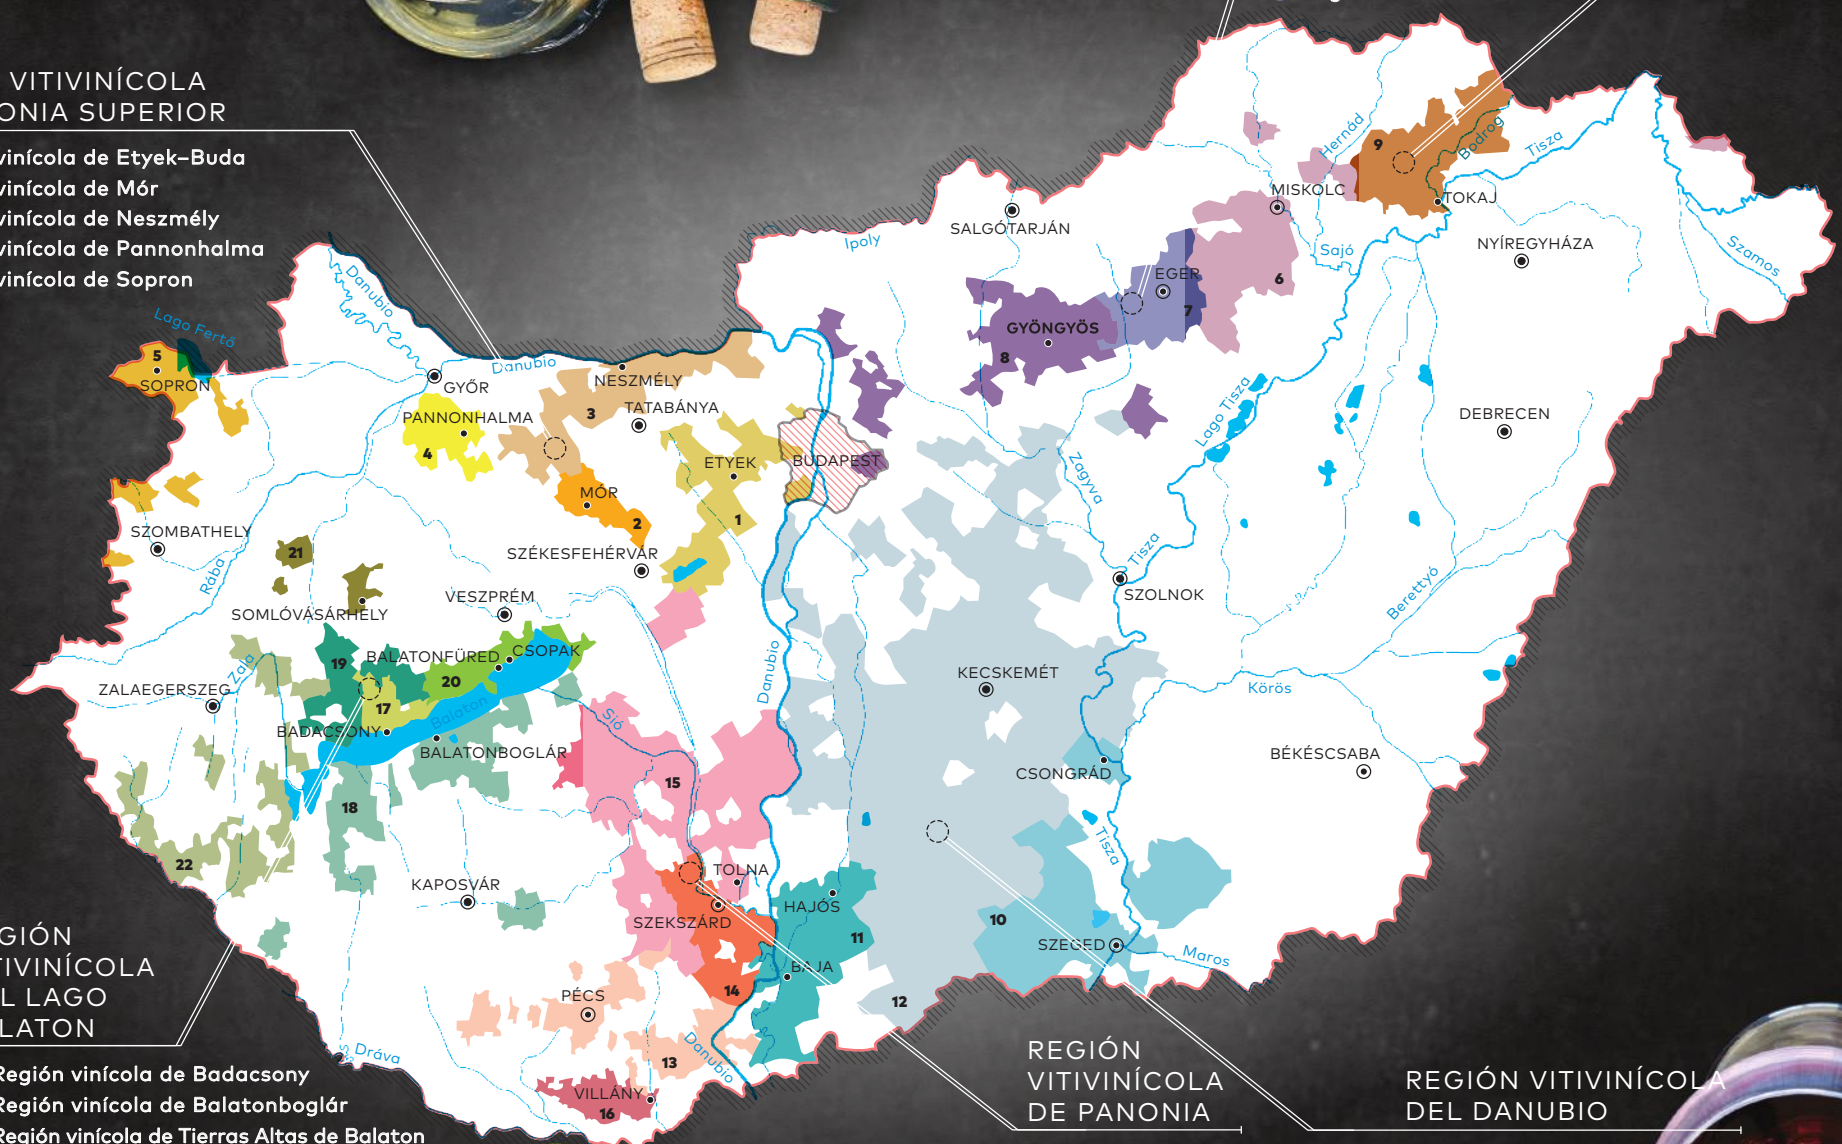 VITIVINÍCOLA
ONIA SUPERIOR
vinícola de Etyek–Buda
vinícola de Mór
vinícola de Neszmély
vinícola de Pannonhalma
vinícola de Sopron
Hernád
9
Bodrog
Tisza
MISKOLC
TOKAJ
SALGÓTARJÁN
Ipoly
Sajó
NYÍREGYHÁZA
Szamos
EGER
6
7
GYÖNGYÖS
8
Danubio
Lago Fertő
5
SOPRON
GYŐR
Danubio
NESZMÉLY
PANNONHALMA
3
TATABÁNYA
4
Lago Tisza
DEBRECEN
ETYEK
BUDAPEST
Zagyva
MÓR
2
1
SZOMBATHELY
21
SZÉKESFEHÉRVÁR
Tisza
Rába
SOMLÓVÁSÁRHELY
VESZPRÉM
SZOLNOK
Berettyó
19
BALATONFÜRED
CSOPAK
20
Zala
ZALAEGERSZEG
17
Balaton
BADACSONY
BALATONBOGLÁR
Sió
Danubio
KECSKEMÉT
Körös
15
CSONGRÁD
BÉKÉSCSABA
18
Tisza
22
KAPOSVÁR
TOLNA
SZEKSZÁRD
HAJÓS
11
10
SZEGED
Maros
BAJA
14
12
PÉCS
13
Danubio
Dráva
VILLÁNY
16
GIÓN
TIVINÍCOLA
L LAGO
LATON
Región vinícola de Badacsony
Región vinícola de Balatonboglár
Región vinícola de Tierras Altas de Balaton
REGIÓN
VITIVINÍCOLA
DE PANONIA
REGIÓN VITIVINÍCOLA
DEL DANUBIO